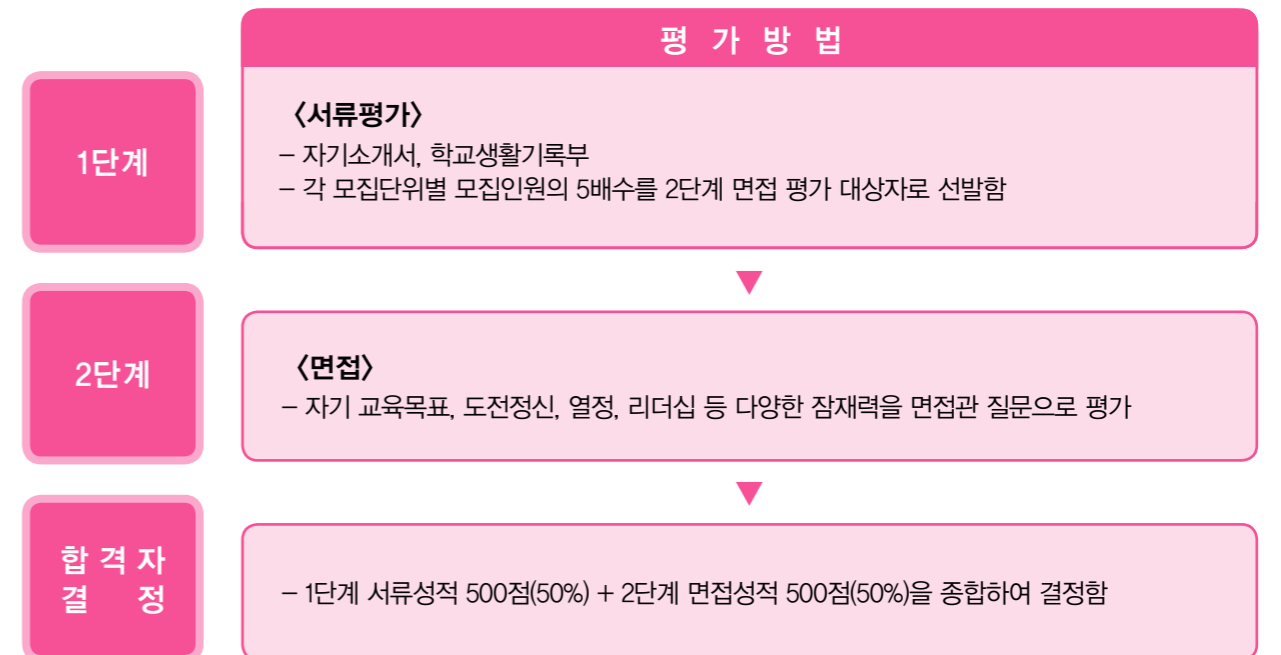 평 가 방 법
1단계
〈서류평가〉
– 자기소개서, 학교생활기록부
– 각 모집단위별 모집인원의 5배수를 2단계 면접 평가 대상자로 선발함
2단계
〈면접〉
– 자기 교육목표, 도전정신, 열정, 리더십 등 다양한 잠재력을 면접관 질문으로 평가
합 격 자
결 정
– 1단계 서류성적 500점(50%) + 2단계 면접성적 500점(50%)을 종합하여 결정함